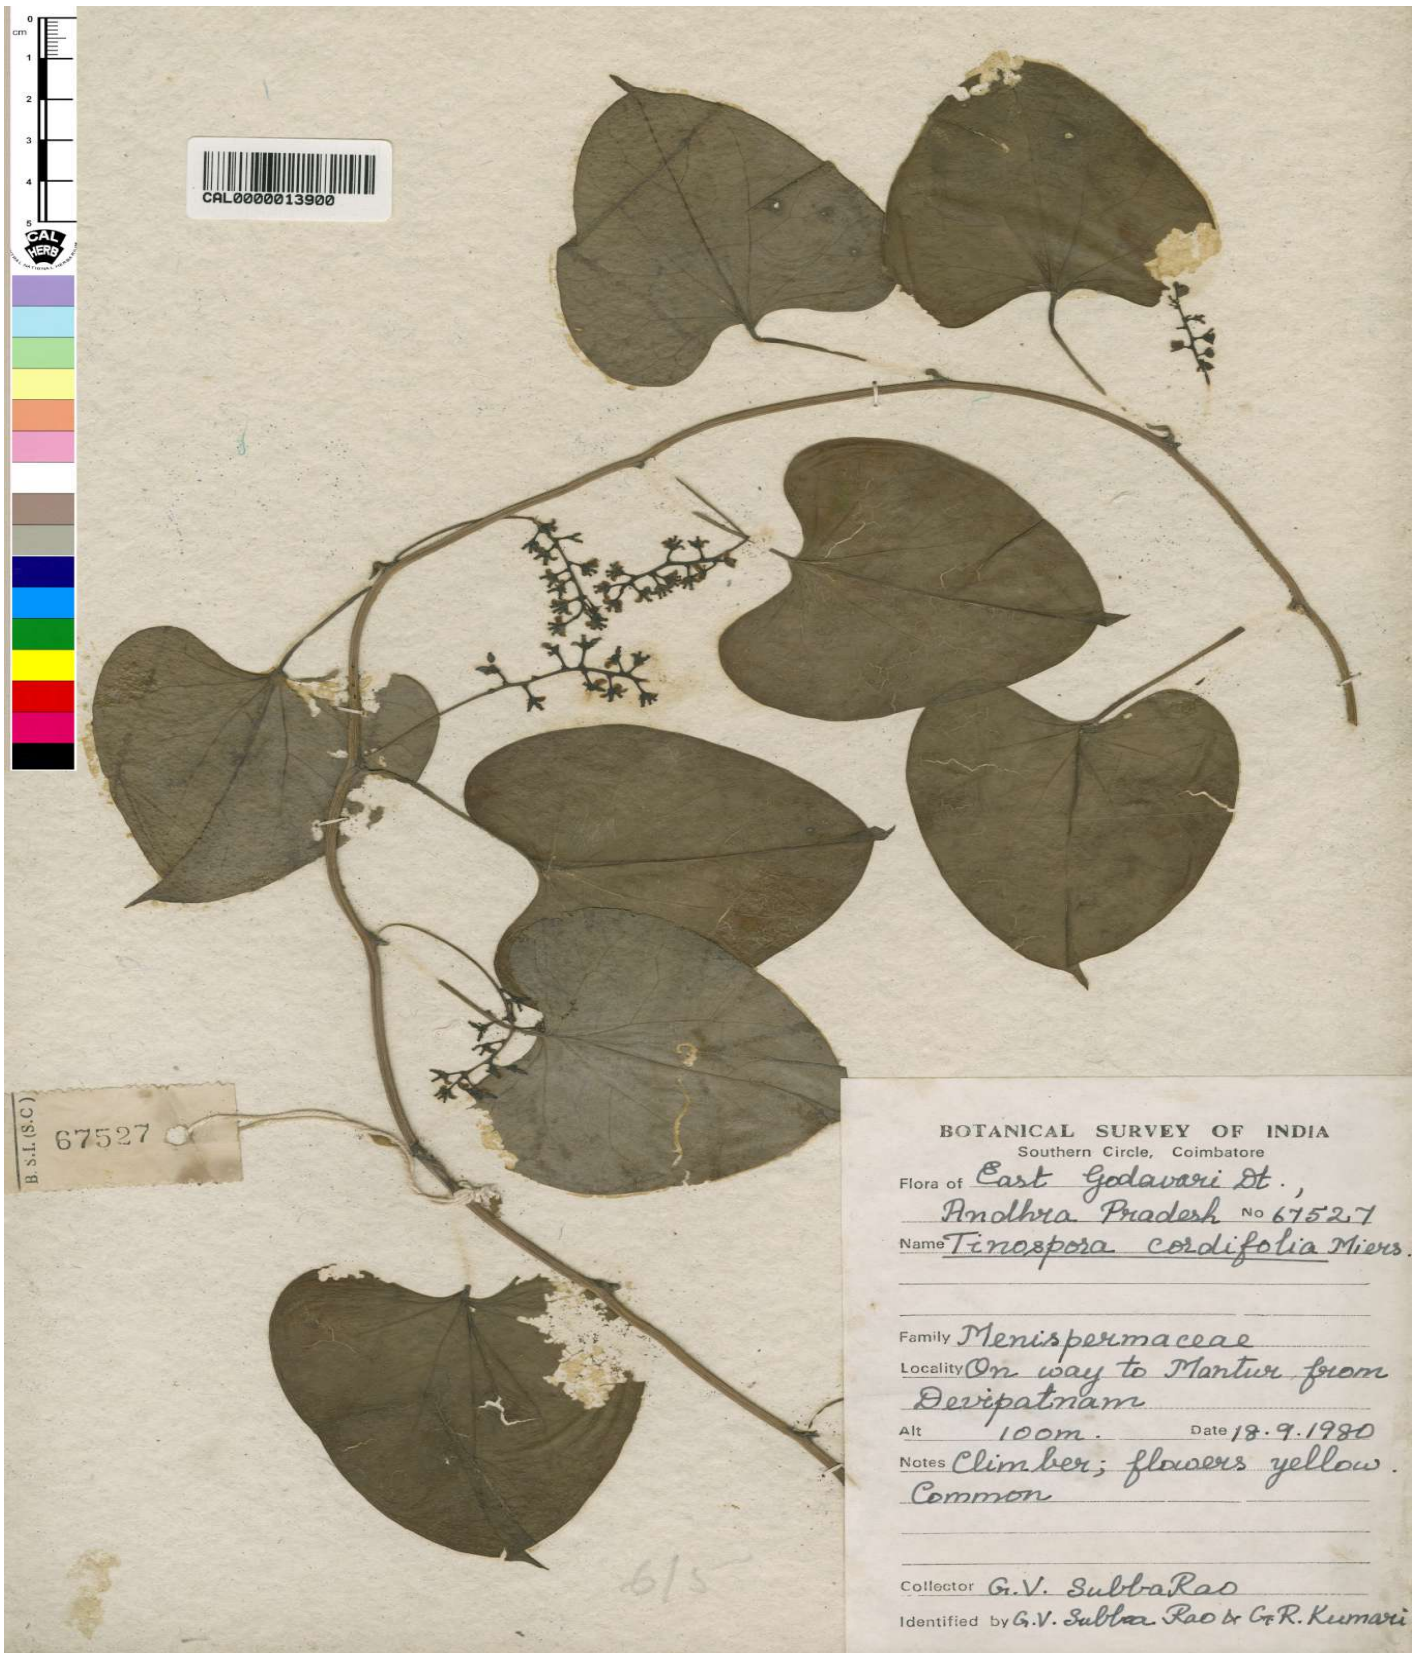 0
cm
1
2
3
4
5
CAL
HERB
CAL0000013900
B.S.I.(S.C)
67527
BOTANICAL SURVEY OF INDIA
Southern Circle, Coimbatore
Flora of East Godavari Dt.,
Andhra Pradesh No 67527
Name Tinospora cordifolia Miers.
Family Menispermaceae
Locality On way to Mantur from
Devipatnam
Alt 100m. Date 18.9.1980
Notes Climber; flowers yellow.
Common
Collector G.V. SubbaRao
Identified by G.V. Subba Rao & G.R. Kumari